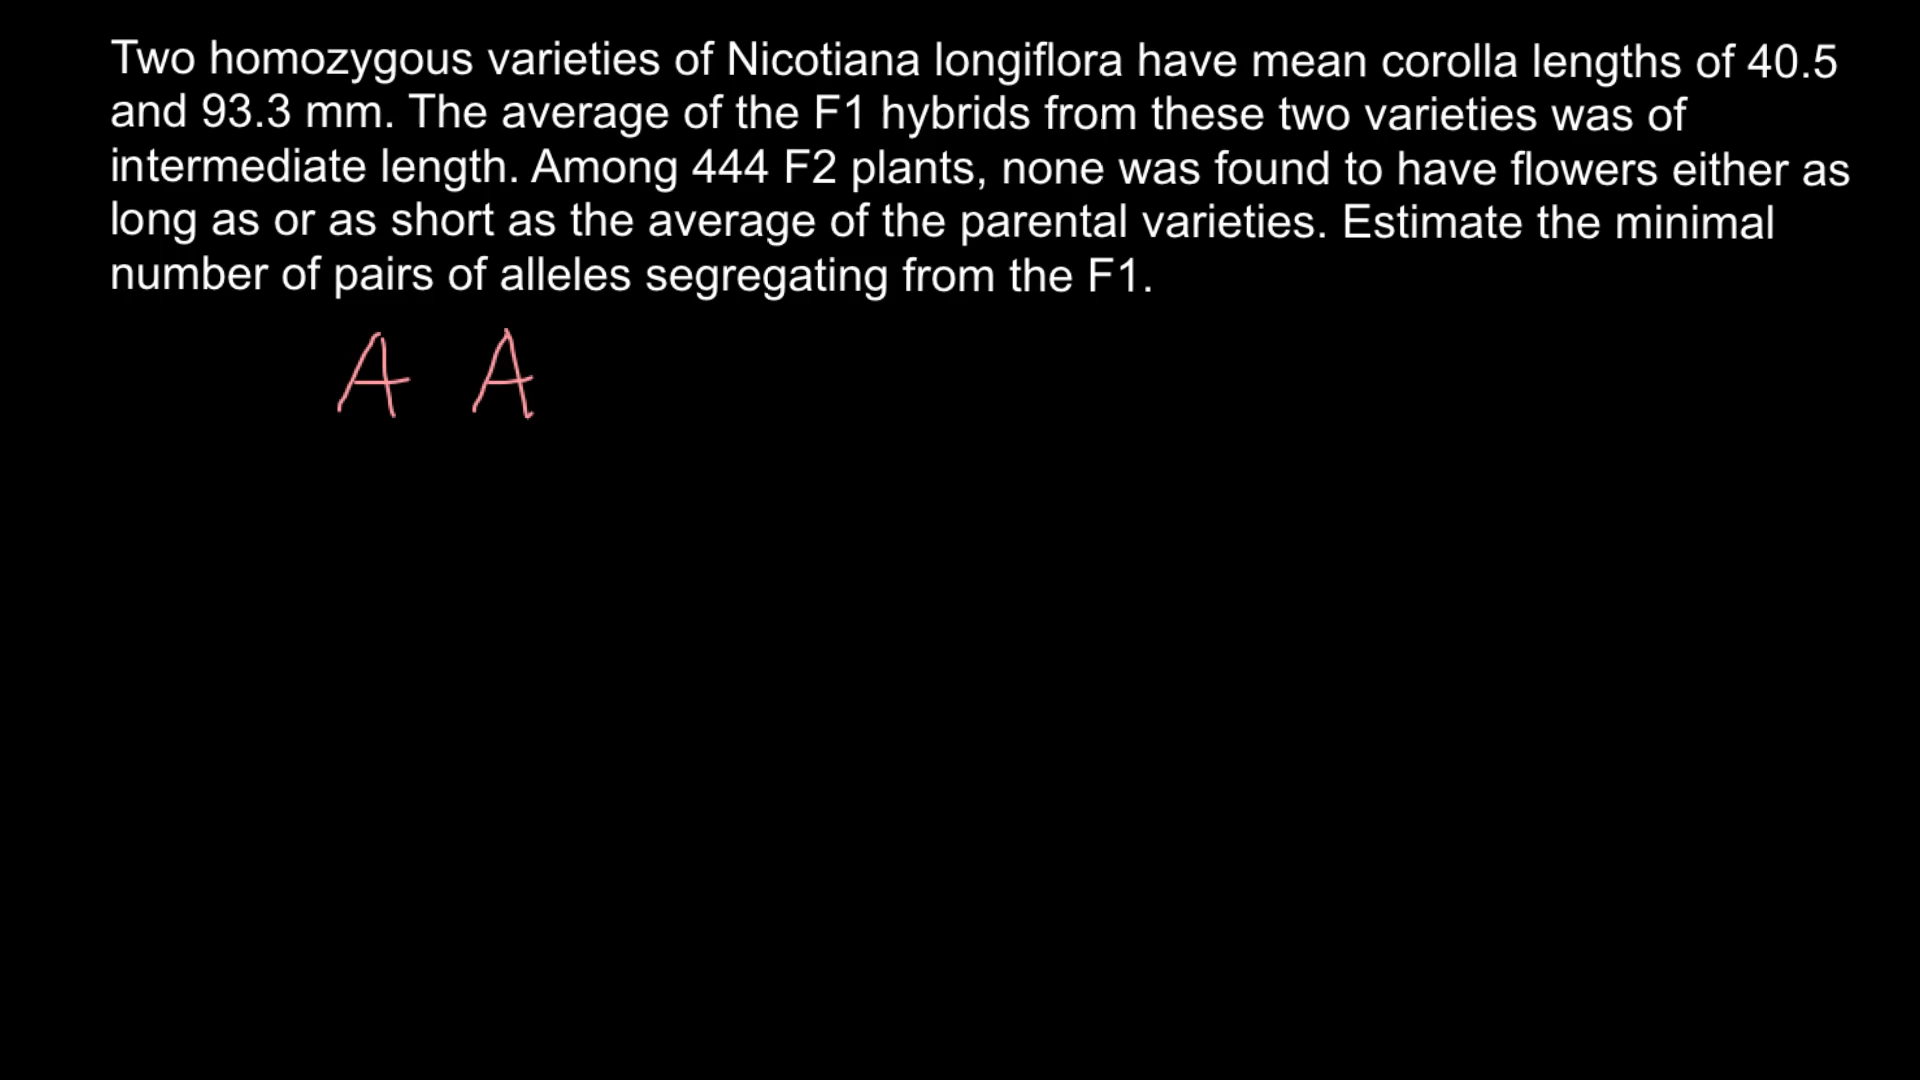 Two homozygous varieties of Nicotiana longiflora have mean corolla lengths of 40.5
and 93.3 mm. The average of the F1 hybrids from these two varieties was of
intermediate length. Among 444 F2 plants, none was found to have flowers either as
long as or as short as the average of the parental varieties. Estimate the minimal
number of pairs of alleles segregating from the F1.
A A